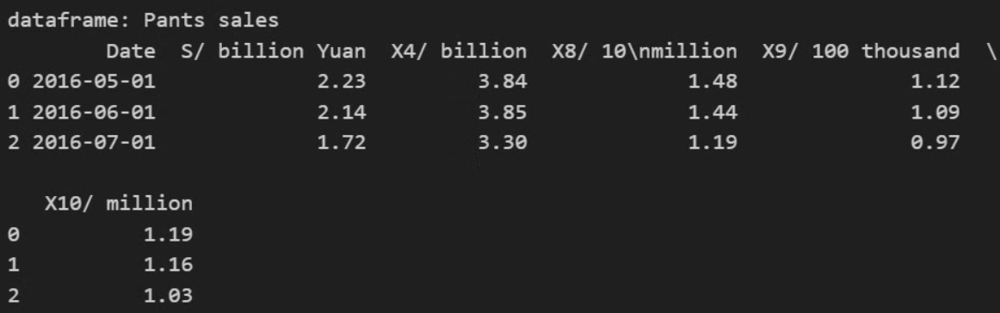 dataframe: Pants sales
Date S/ billion Yuan X4/ billion X8/ 10\nmillion X9/ 100 thousand \
0 2016-05-01 2.23 3.84 1.48 1.12
1 2016-06-01 2.14 3.85 1.44 1.09
2 2016-07-01 1.72 3.30 1.19 0.97
X10/ million
0 1.19
1 1.16
2 1.03